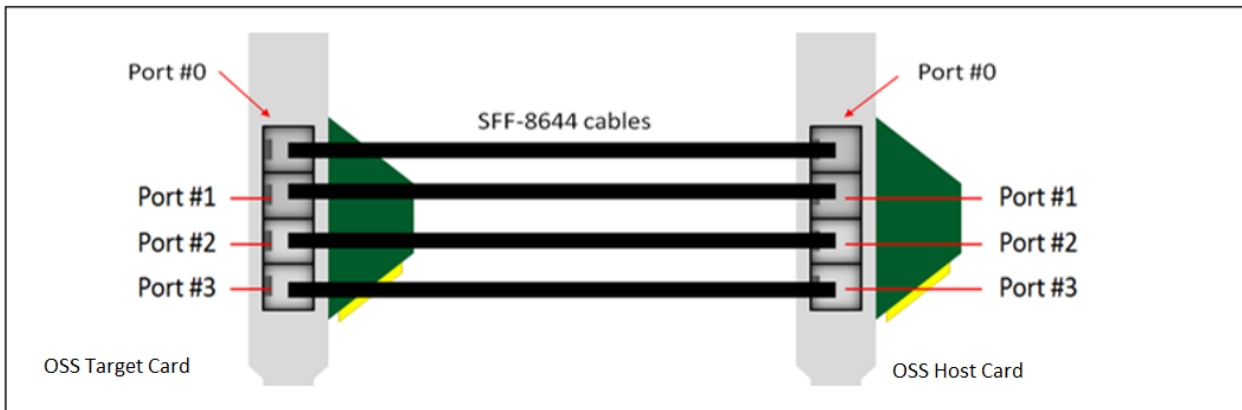 Port #0
Port #0
SFF-8644 cables
Port #1
Port #1
Port #2
Port #2
Port #3
Port #3
OSS Target Card
OSS Host Card